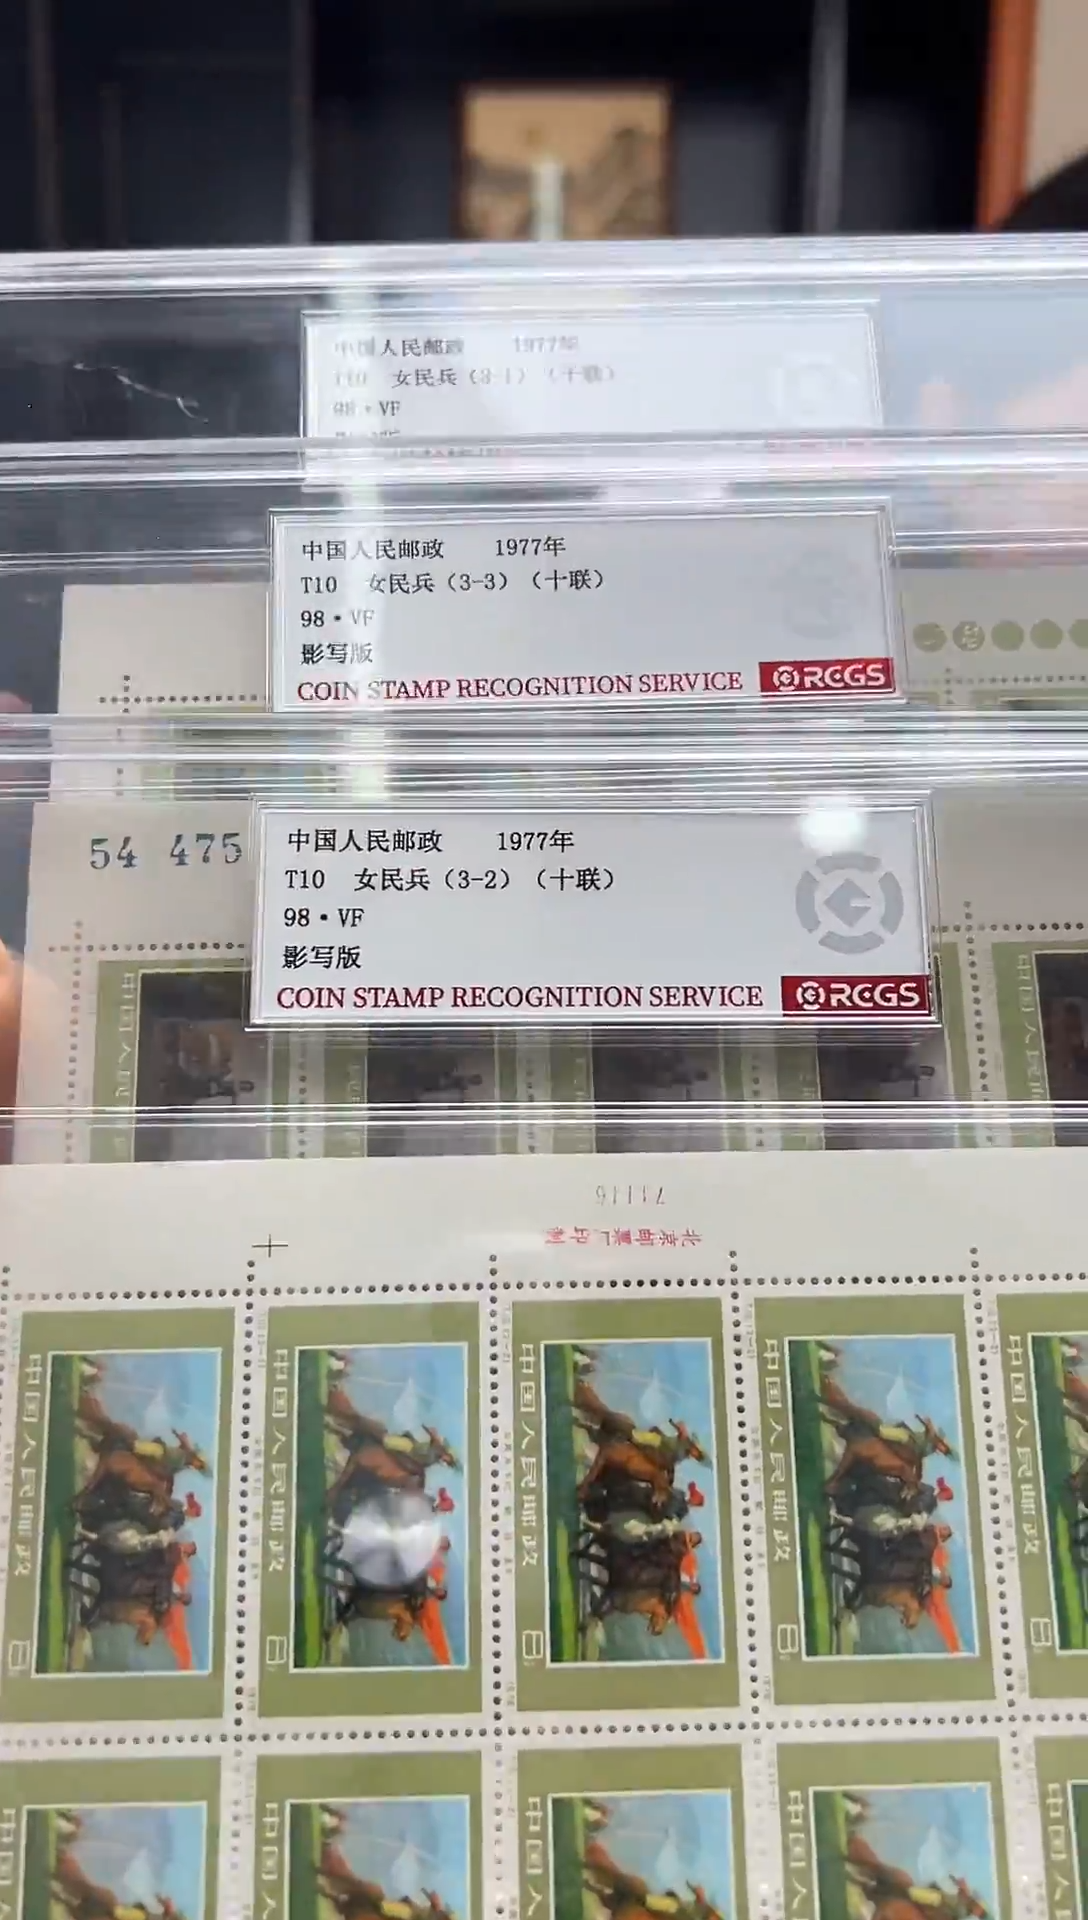 中国人民邮政 1977年
T10 女民兵（3-1）（十联）
98·VF
中国人民邮政 1977年
T10 女民兵（3-3）（十联）
98·VF
影写版
COIN STAMP RECOGNITION SERVICE RCGS
54 475
中国人民邮政 1977年
T10 女民兵（3-2）（十联）
98·VF
影写版
COIN STAMP RECOGNITION SERVICE RCGS
北京邮票厂印制
中国人民邮政
中国人民邮政
中国人民邮政
中国人民邮政
8
8
8
8